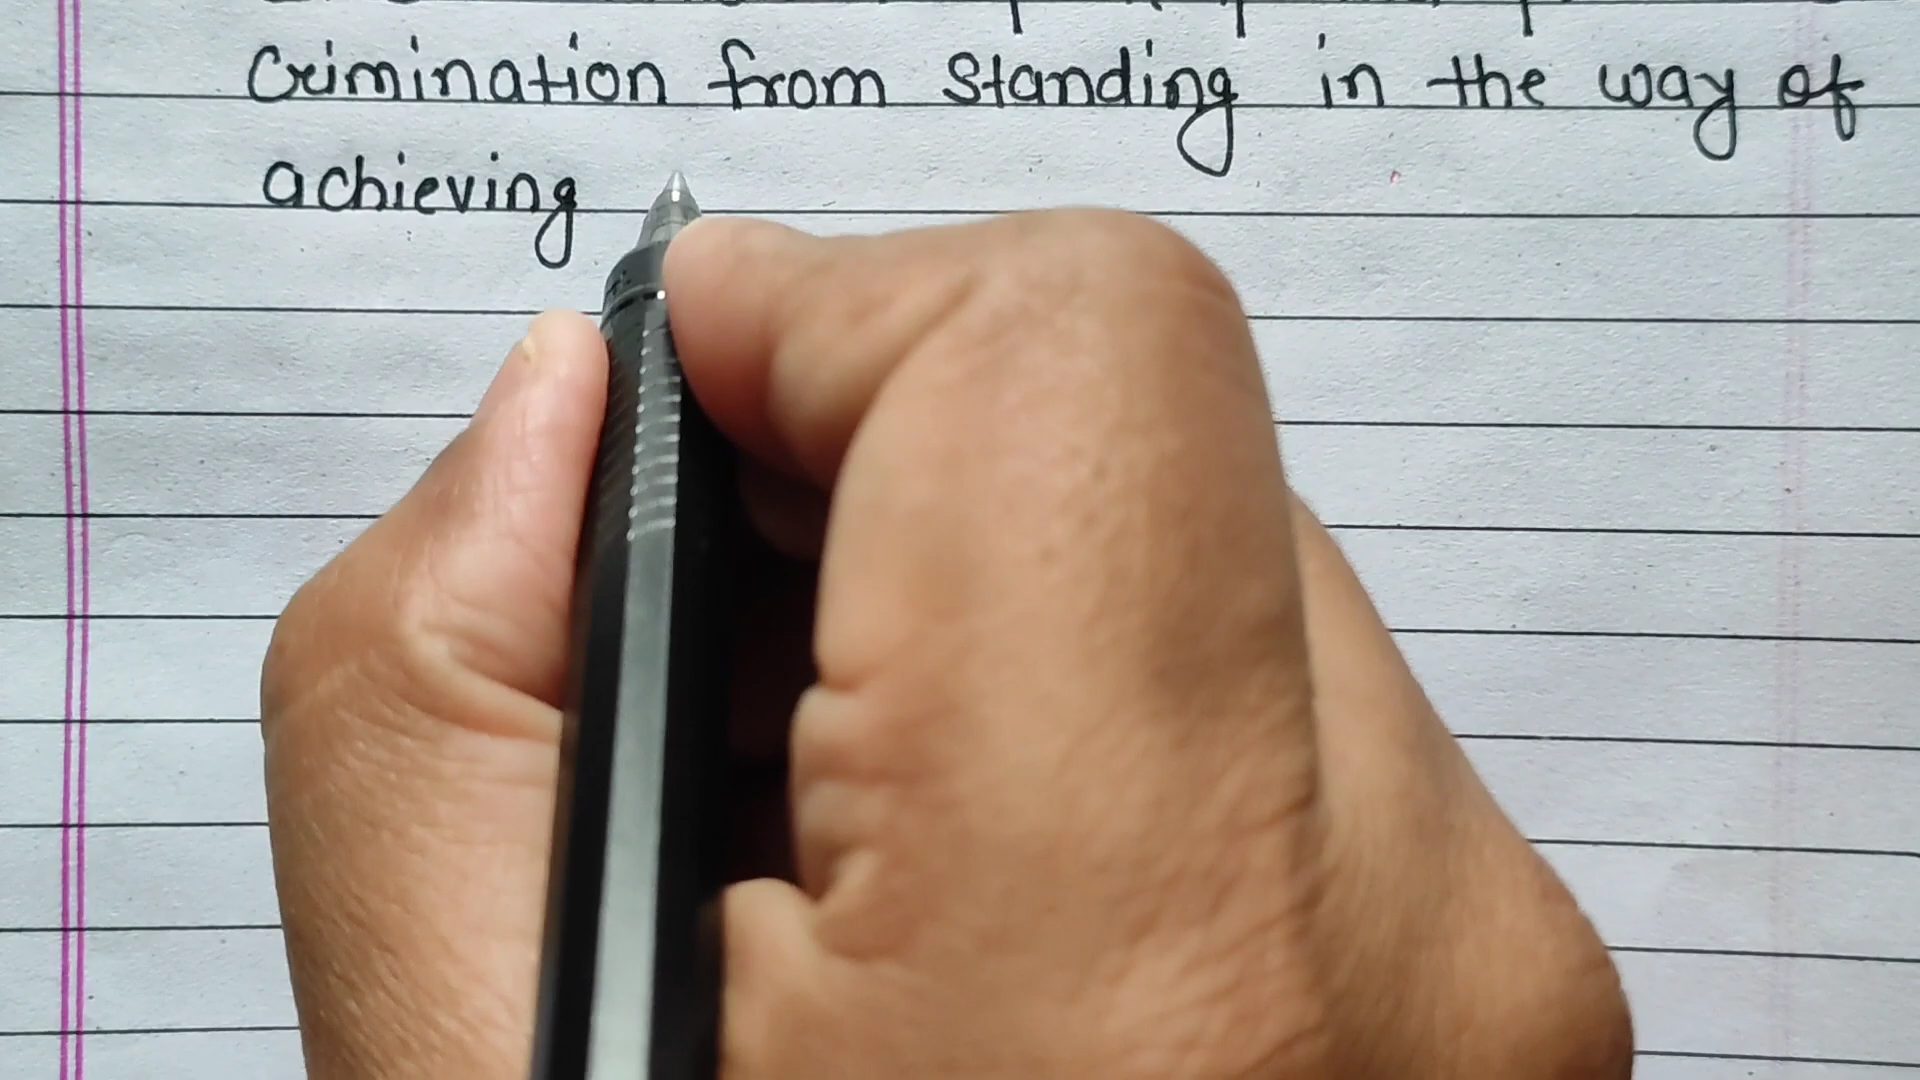 Crimination from Standing in the way of
achieving